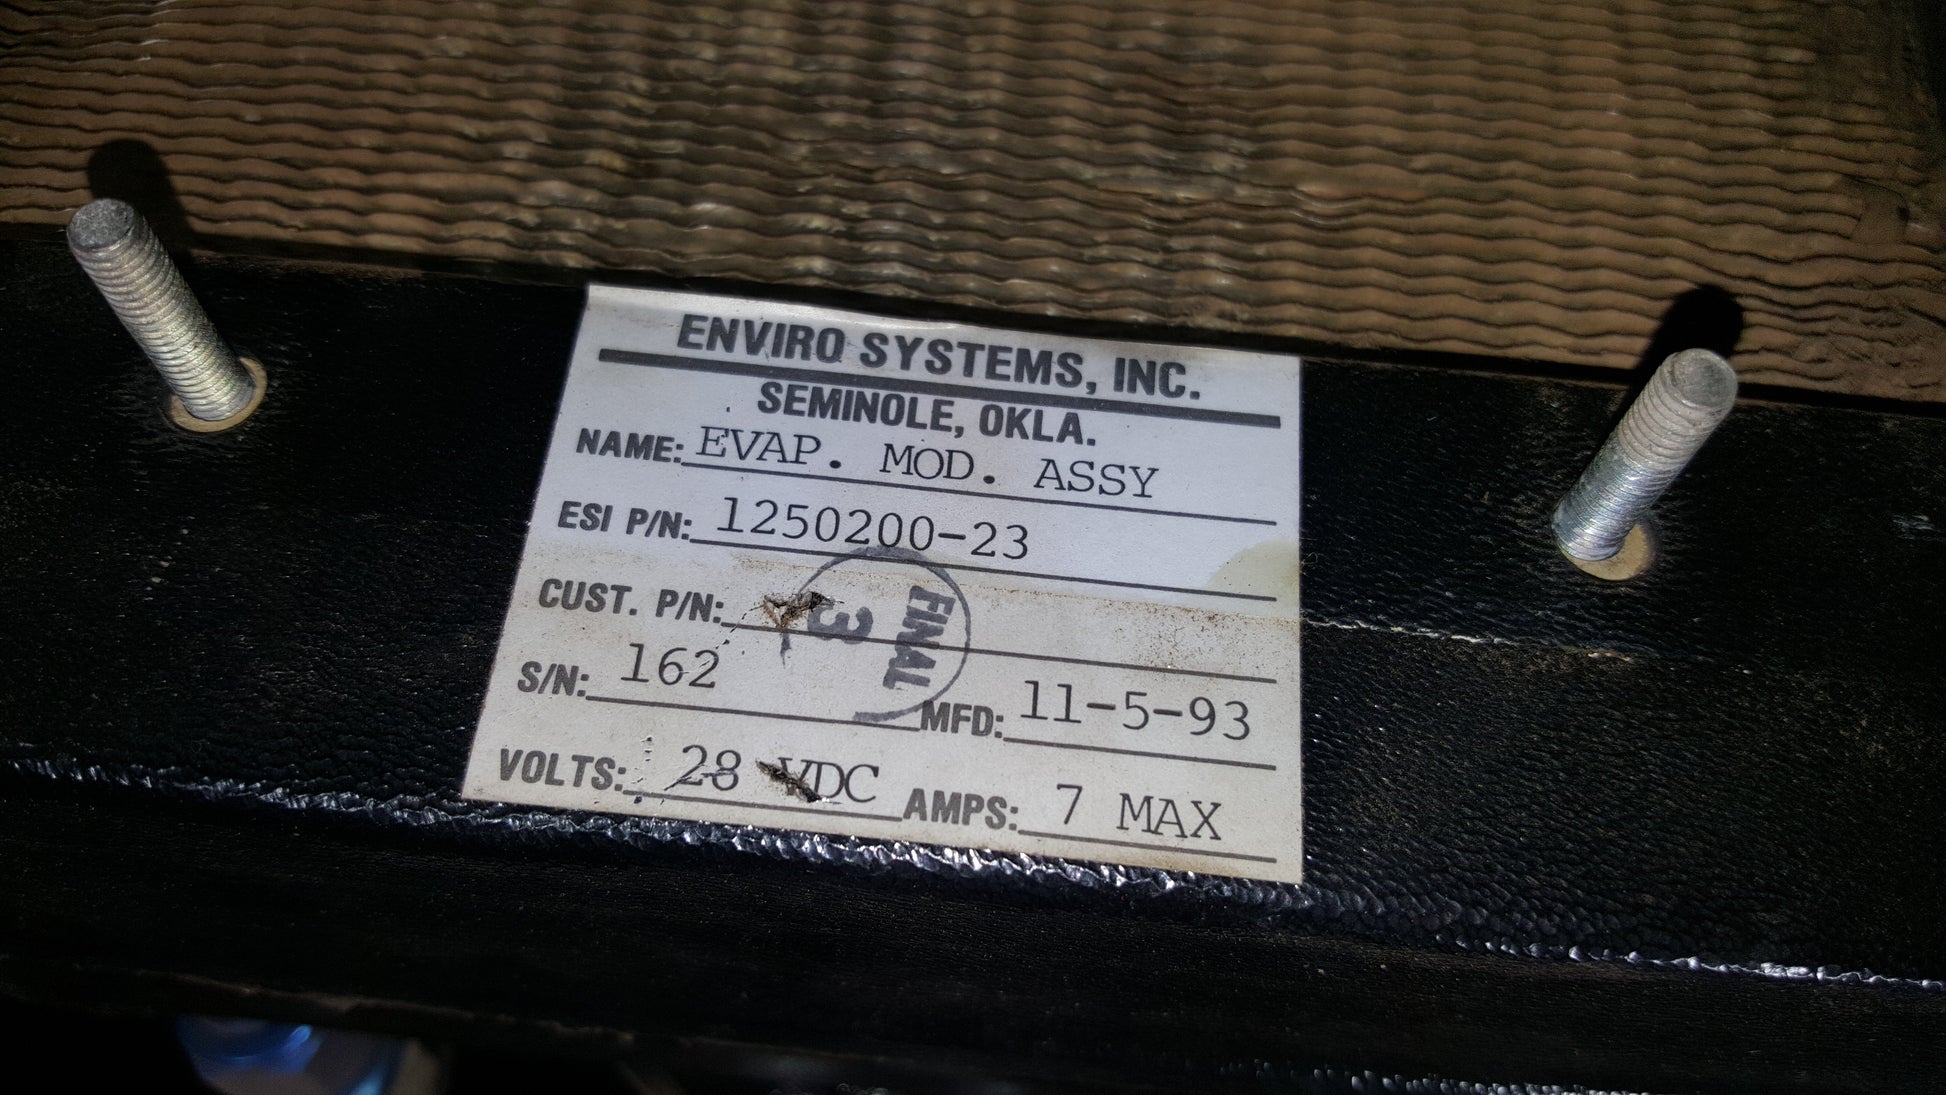 ENVIRO SYSTEMS, INC.
SEMINOLE, OKLA.
NAME: EVAP. MOD. ASSY
ESI P/N: 1250200-23
CUST. P/N:
FINAL
3
S/N: 162 MFD: 11-5-93
VOLTS: 28 VDC AMPS: 7 MAX